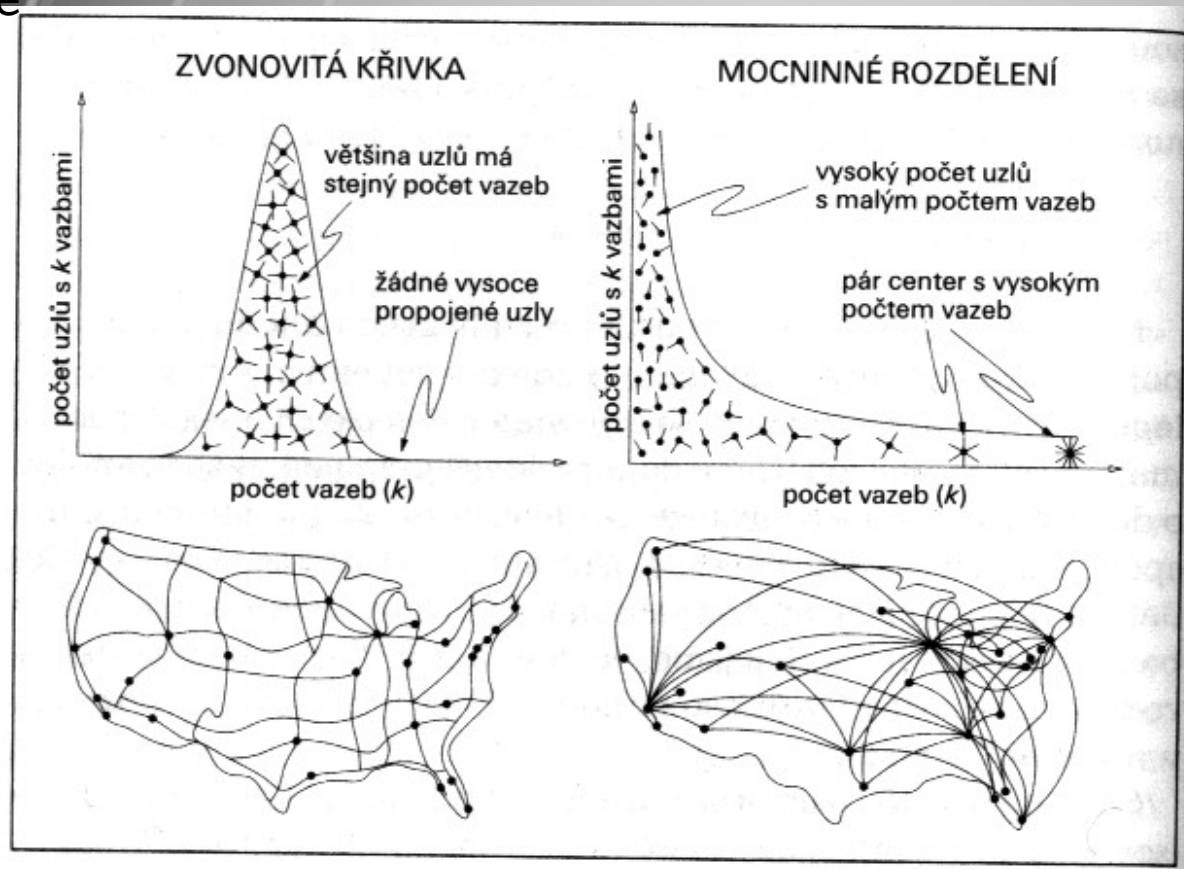 e
ZVONOVITÁ KŘIVKA
počet uzlů s k vazbami
většina uzlů má
stejný počet vazeb
žádné vysoce
propojené uzly
počet vazeb (k)
MOCNINNÉ ROZDĚLENÍ
počet uzlů s k vazbami
vysoký počet uzlů
s malým počtem vazeb
pár center s vysokým
počtem vazeb
počet vazeb (k)